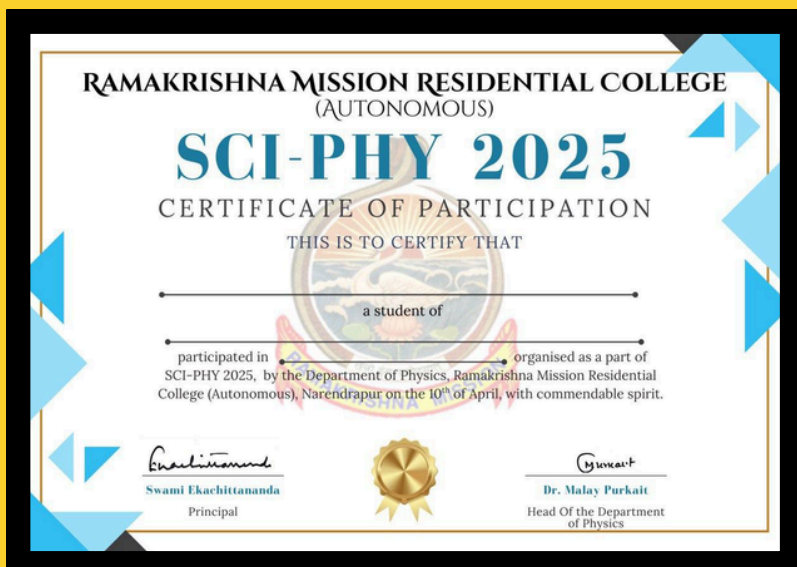 RAMAKRISHNA MISSION RESIDENTIAL COLLEGE
(AUTONOMOUS)
SCI-PHY 2025
CERTIFICATE OF PARTICIPATION
THIS IS TO CERTIFY THAT
a student of
participated in organised as a part of
SCI-PHY 2025, by the Department of Physics, Ramakrishna Mission Residential
College (Autonomous), Narendrapur on the 10th of April, with commendable spirit.
RAMAKRISHNA MISSION
Swami Ekachittananda
Principal
Dr. Malay Purkait
Head Of the Department
of Physics